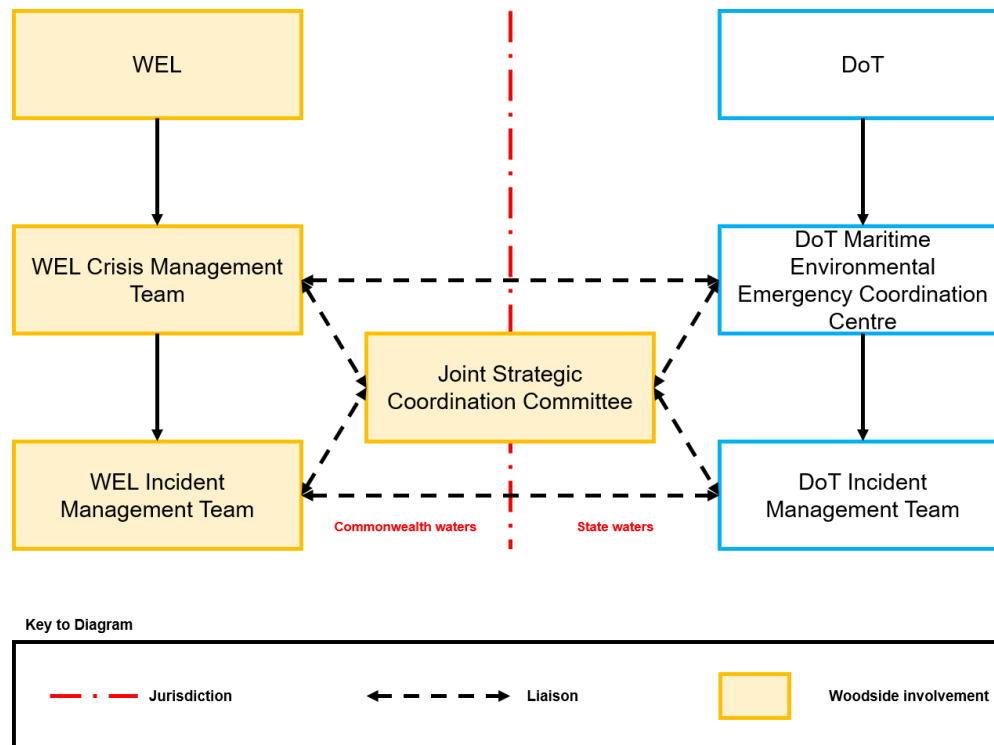 WEL
DoT
WEL Crisis Management
Team
DoT Maritime
Environmental
Emergency Coordination
Centre
Joint Strategic
Coordination Committee
WEL Incident
Management Team
DoT Incident
Management Team
Commonwealth waters
State waters
Key to Diagram
Jurisdiction
Liaison
Woodside involvement